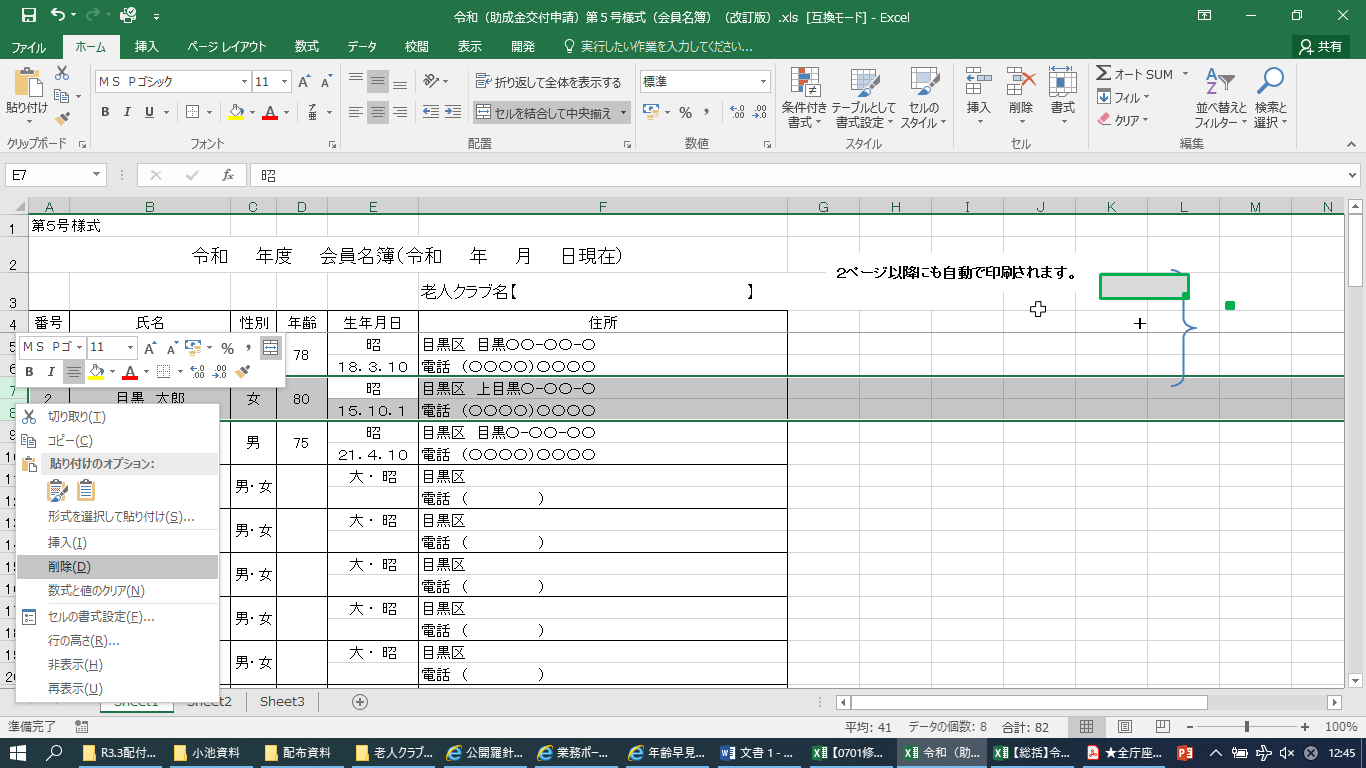 令和（助成金交付申請）第５号様式（会員名簿）（改訂版）.xls [互換モード] - Excel
ファイル ホーム 挿入 ページ レイアウト 数式 データ 校閲 表示 開発 実行したい作業を入力してください... 共有
ＭＳ Ｐゴシック 11 折り返して全体を表示する 標準 オート SUM
貼り付け B I U セルを結合して中央揃え % 条件付き書式 テーブルとして書式設定 セルのスタイル 挿入 削除 書式 フィル クリア 並べ替えとフィルター 検索と選択
クリップボード フォント 配置 数値 スタイル セル 編集
E7 fx 昭
A B C D E F G H I J K L M N
1 第５号様式
2 令和 年度 会員名簿（令和 年 月 日現在）
２ページ以降にも自動で印刷されます。
3 老人クラブ名【 】
4 番号 氏名 性別 年齢 生年月日 住所
5 78 昭 目黒区 目黒〇〇-〇〇-〇
18.3.10 電話（〇〇〇〇）〇〇〇〇
7 2 目黒 太郎 女 80 昭 目黒区 上目黒〇-〇〇-〇
8 15.10.1 電話（〇〇〇〇）〇〇〇〇
9 男 75 昭 目黒区 目黒〇-〇〇-〇〇
21.4.10 電話（〇〇〇〇）〇〇〇〇
男・女 大・昭 目黒区
電話（ ）
男・女 大・昭 目黒区
電話（ ）
男・女 大・昭 目黒区
電話（ ）
男・女 大・昭 目黒区
電話（ ）
男・女 大・昭 目黒区
電話（ ）
ＭＳ Ｐゴ 11 A A %
B I A
切り取り(T)
コピー(C)
貼り付けのオプション:
形式を選択して貼り付け(S)...
挿入(I)
削除(D)
数式と値のクリア(N)
セルの書式設定(F)...
行の高さ(R)...
非表示(H)
再表示(U)
Sheet1 Sheet2 Sheet3
準備完了 平均: 41 データの個数: 8 合計: 82 100%
R3.3配付... 小池資料 配布資料 老人クラブ... 公開羅針... 業務ポー... 年齢早見... 文書 1 - ... 【0701修... 令和（助... 【総括】令... ★全庁座... 12:45